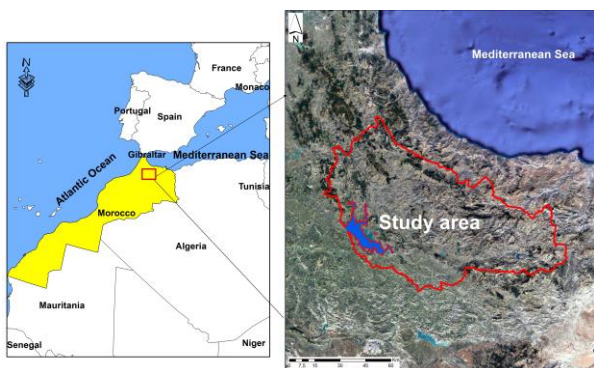 N
France
Monaco
Portugal
Spain
Gibraltar
Mediterranean Sea
Atlantic Ocean
Tunisia
Morocco
Algeria
Mauritania
Senegal
Niger
N
Mediterranean Sea
Study area